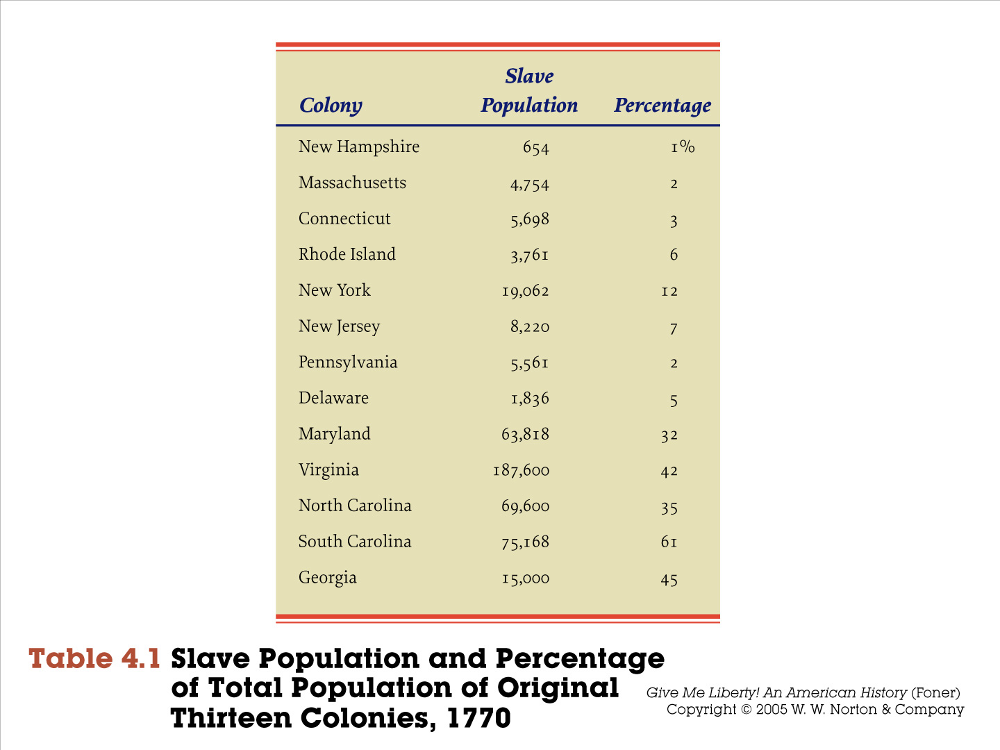 Slave
Colony Population Percentage
New Hampshire 654 1%
Massachusetts 4,754 2
Connecticut 5,698 3
Rhode Island 3,761 6
New York 19,062 12
New Jersey 8,220 7
Pennsylvania 5,561 2
Delaware 1,836 5
Maryland 63,818 32
Virginia 187,600 42
North Carolina 69,600 35
South Carolina 75,168 61
Georgia 15,000 45
Table 4.1 Slave Population and Percentage
of Total Population of Original
Thirteen Colonies, 1770
Give Me Liberty! An American History (Foner)
Copyright © 2005 W. W. Norton & Company